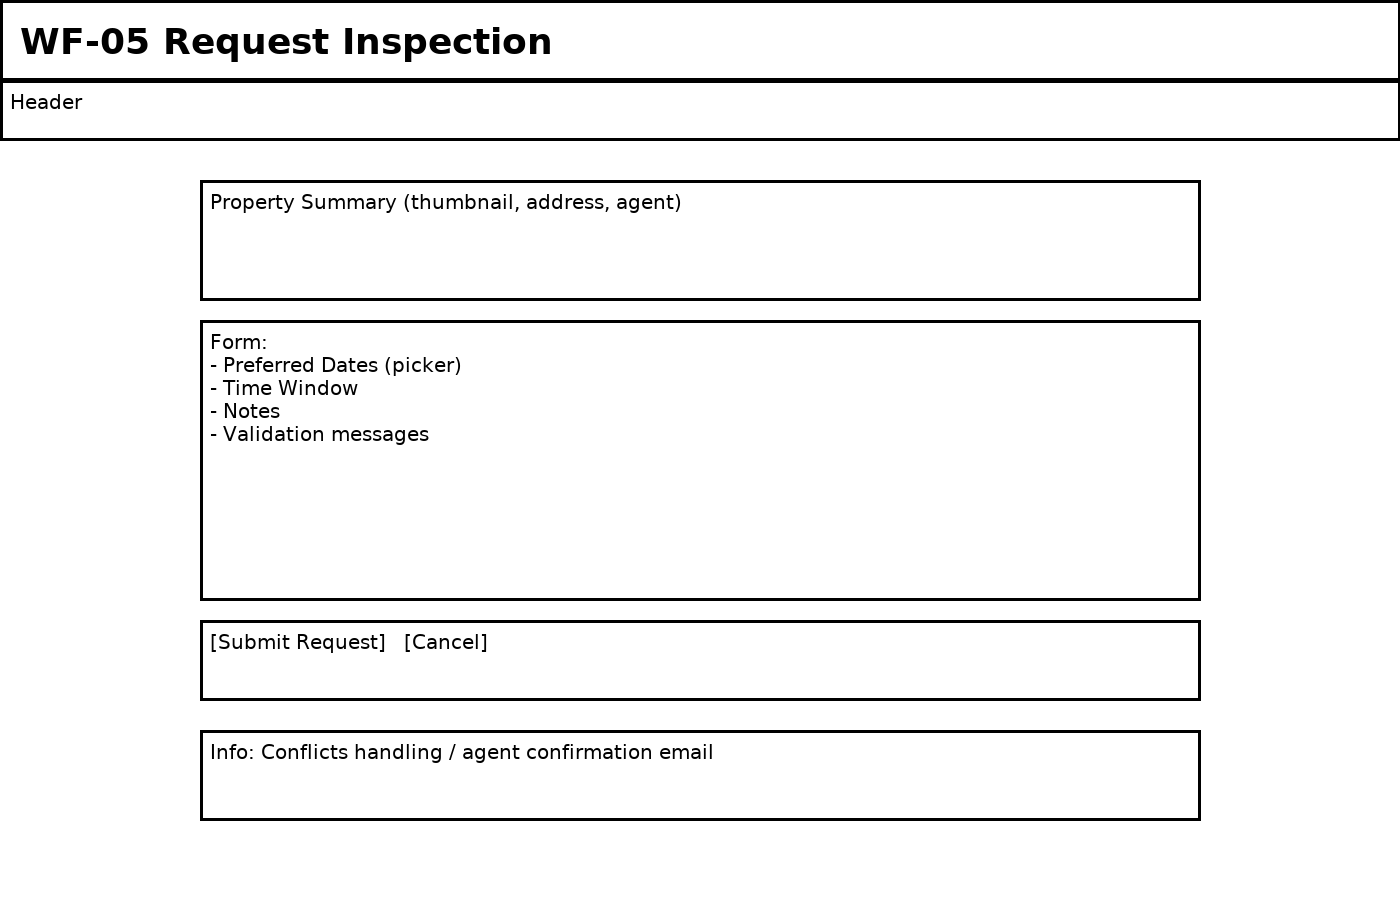 WF-05 Request Inspection
Header
Property Summary (thumbnail, address, agent)
Form:
- Preferred Dates (picker)
- Time Window
- Notes
- Validation messages
[Submit Request]   [Cancel]
Info: Conflicts handling / agent confirmation email